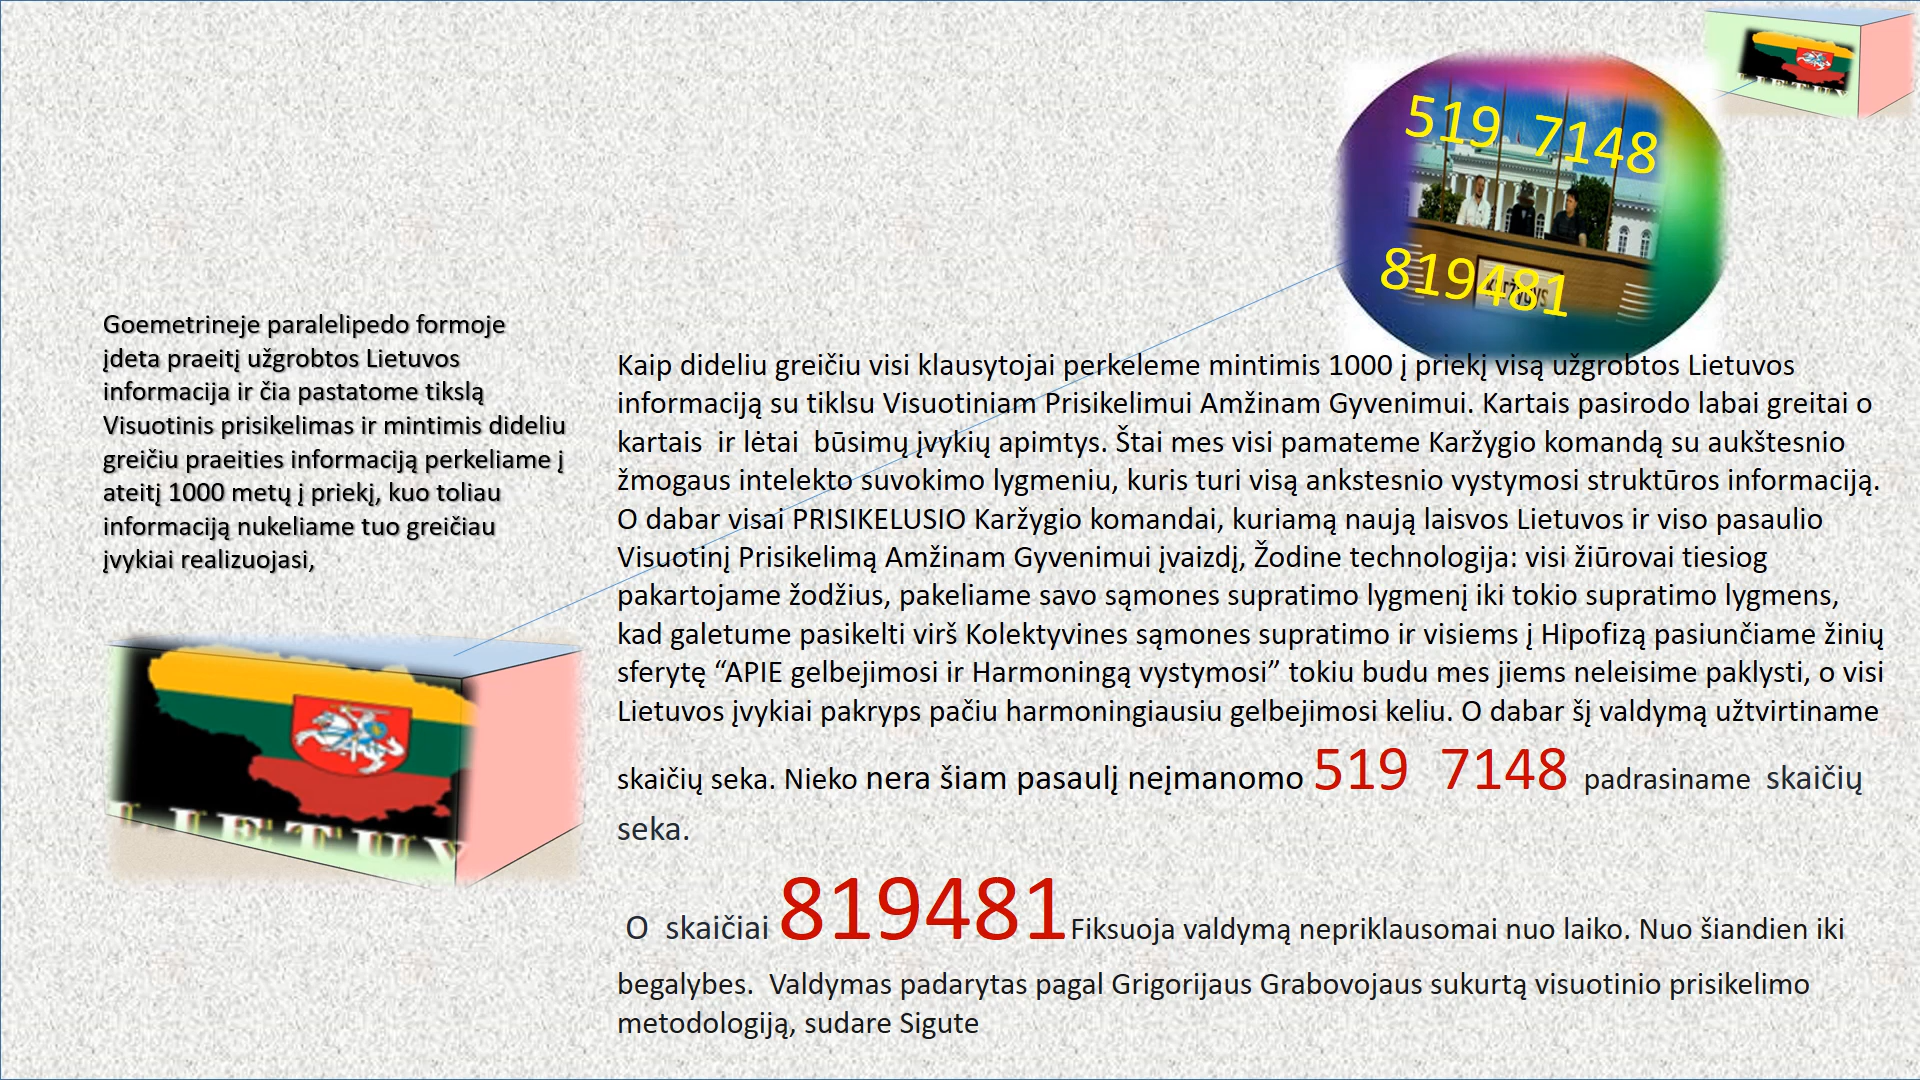 519 7148
819481
Goemetrineje paralelipedo formoje
įdeta praeitį užgrobtos Lietuvos
informacija ir čia pastatome tikslą
Visuotinis prisikelimas ir mintimis dideliu
greičiu praeities informaciją perkeliame į
ateitį 1000 metų į priekį, kuo toliau
informaciją nukeliame tuo greičiau
įvykiai realizuojasi,
LIETUV
Kaip dideliu greičiu visi klausytojai perkeleme mintimis 1000 į priekį visą užgrobtos Lietuvos
informaciją su tiklsu Visuotiniam Prisikelimui Amžinam Gyvenimui. Kartais pasirodo labai greitai o
kartais ir lėtai būsimų įvykių apimtys. Štai mes visi pamateme Karžygio komandą su aukštesnio
žmogaus intelekto suvokimo lygmeniu, kuris turi visą ankstesnio vystymosi struktūros informaciją.
O dabar visai PRISIKELUSIO Karžygio komandai, kuriamą naują laisvos Lietuvos ir viso pasaulio
Visuotinį Prisikelimą Amžinam Gyvenimui įvaizdį, Žodine technologija: visi žiūrovai tiesiog
pakartojame žodžius, pakeliame savo sąmones supratimo lygmenį iki tokio supratimo lygmens,
kad galetume pasikelti virš Kolektyvines sąmones supratimo ir visiems į Hipofizą pasiunčiame žinių
sferytę “APIE gelbejimosi ir Harmoningą vystymosi” tokiu budu mes jiems neleisime paklysti, o visi
Lietuvos įvykiai pakryps pačiu harmoningiausiu gelbejimosi keliu. O dabar šį valdymą užtvirtiname
skaičių seka. Nieko nera šiam pasaulį neįmanomo 519 7148 padrasiname skaičių
seka.
O skaičiai 819481 Fiksuoja valdymą nepriklausomai nuo laiko. Nuo šiandien iki
begalybes. Valdymas padarytas pagal Grigorijaus Grabovojaus sukurtą visuotinio prisikelimo
metodologiją, sudare Sigute